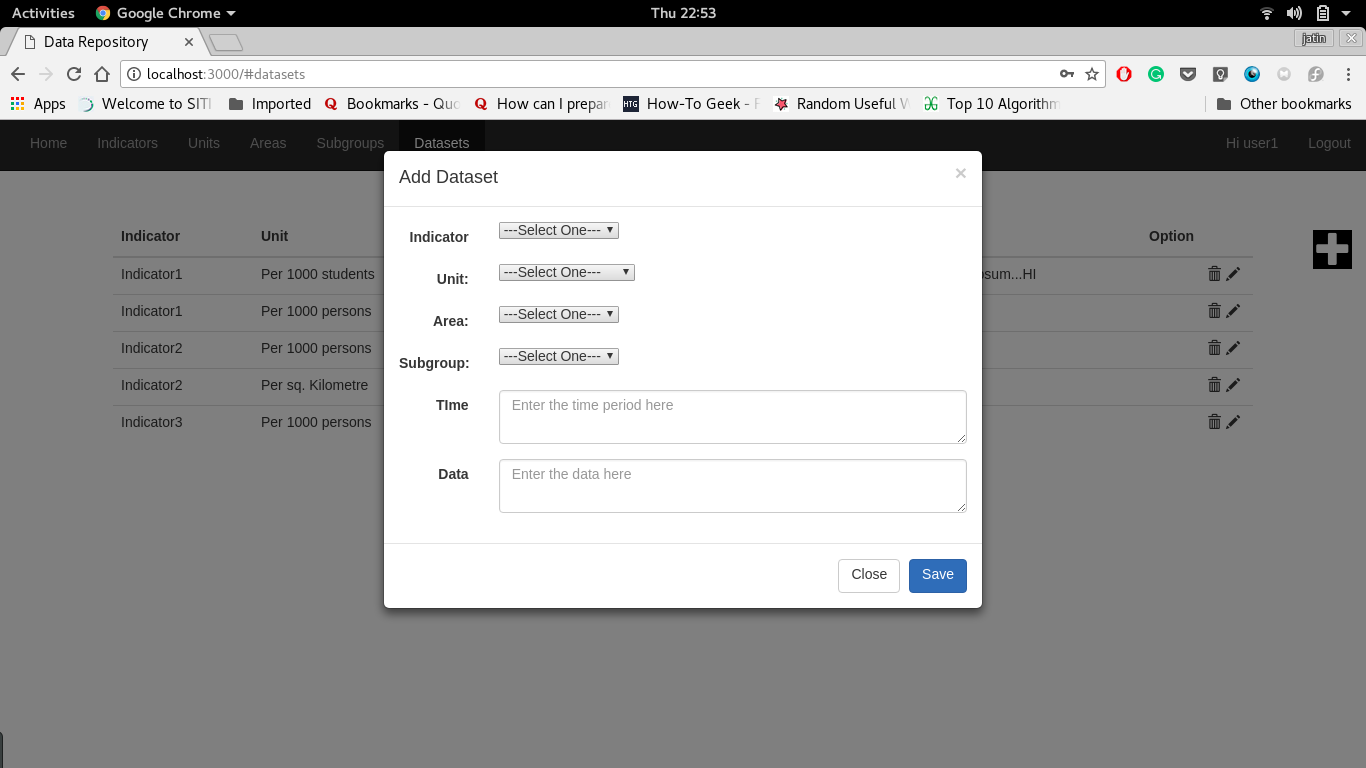 Activities Google Chrome Thu 22:53
Data Repository jatin
localhost:3000/#datasets
Apps Welcome to SITI Imported Bookmarks - Quo How can I prepar HTG How-To Geek - F Random Useful W Top 10 Algorithm Other bookmarks
Home Indicators Units Areas Subgroups Datasets Hi user1 Logout
Add Dataset ×
Indicator ---Select One---
Unit: ---Select One---
Area: ---Select One---
Subgroup: ---Select One---
TIme Enter the time period here
Data Enter the data here
Close Save
Indicator Unit Option
Indicator1 Per 1000 students osum...HI
Indicator1 Per 1000 persons
Indicator2 Per 1000 persons
Indicator2 Per sq. Kilometre
Indicator3 Per 1000 persons